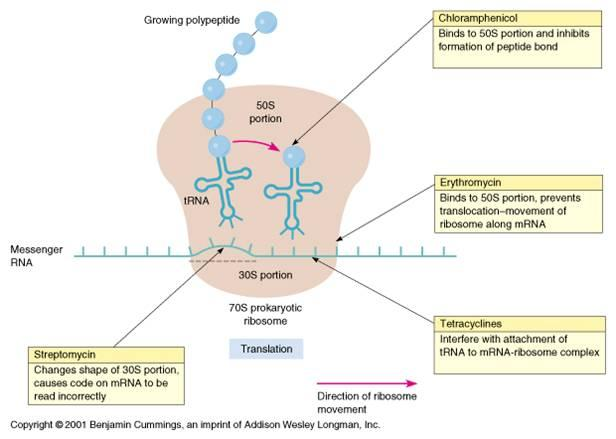 Growing polypeptide
Chloramphenicol
Binds to 50S portion and inhibits
formation of peptide bond
50S
portion
tRNA
Erythromycin
Binds to 50S portion, prevents
translocation–movement of
ribosome along mRNA
Messenger
RNA
30S portion
70S prokaryotic
ribosome
Translation
Tetracyclines
Interfere with attachment of
tRNA to mRNA-ribosome complex
Streptomycin
Changes shape of 30S portion,
causes code on mRNA to be
read incorrectly
Direction of ribosome
movement
Copyright © 2001 Benjamin Cummings, an imprint of Addison Wesley Longman, Inc.